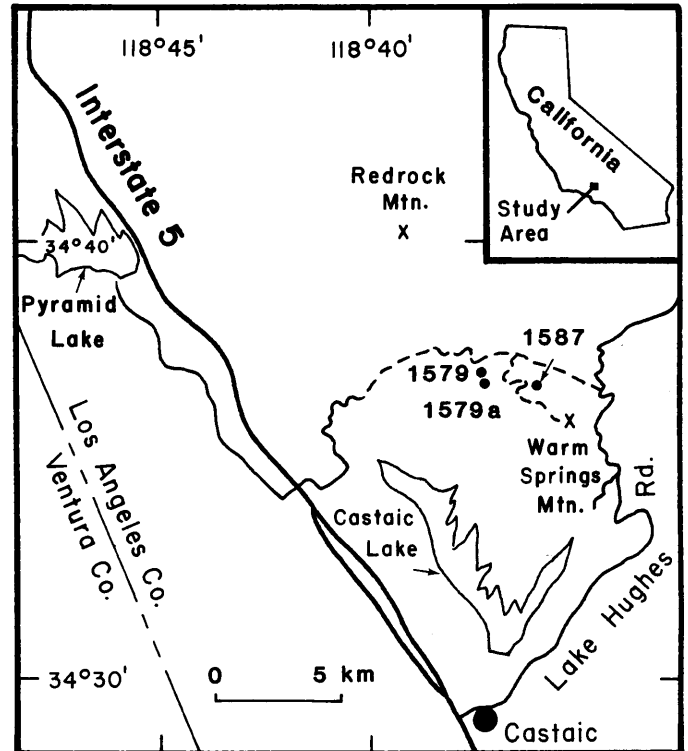 118°45'
118°40'
Interstate 5
California
Study
Area
Redrock
Mtn.
x
34°40'
Pyramid
Lake
1587
1579
1579a
x
Warm
Springs
Mtn.
Los Angeles Co.
Ventura Co.
Castaic
Lake
Lake Hughes Rd.
34°30'
0 5 km
Castaic